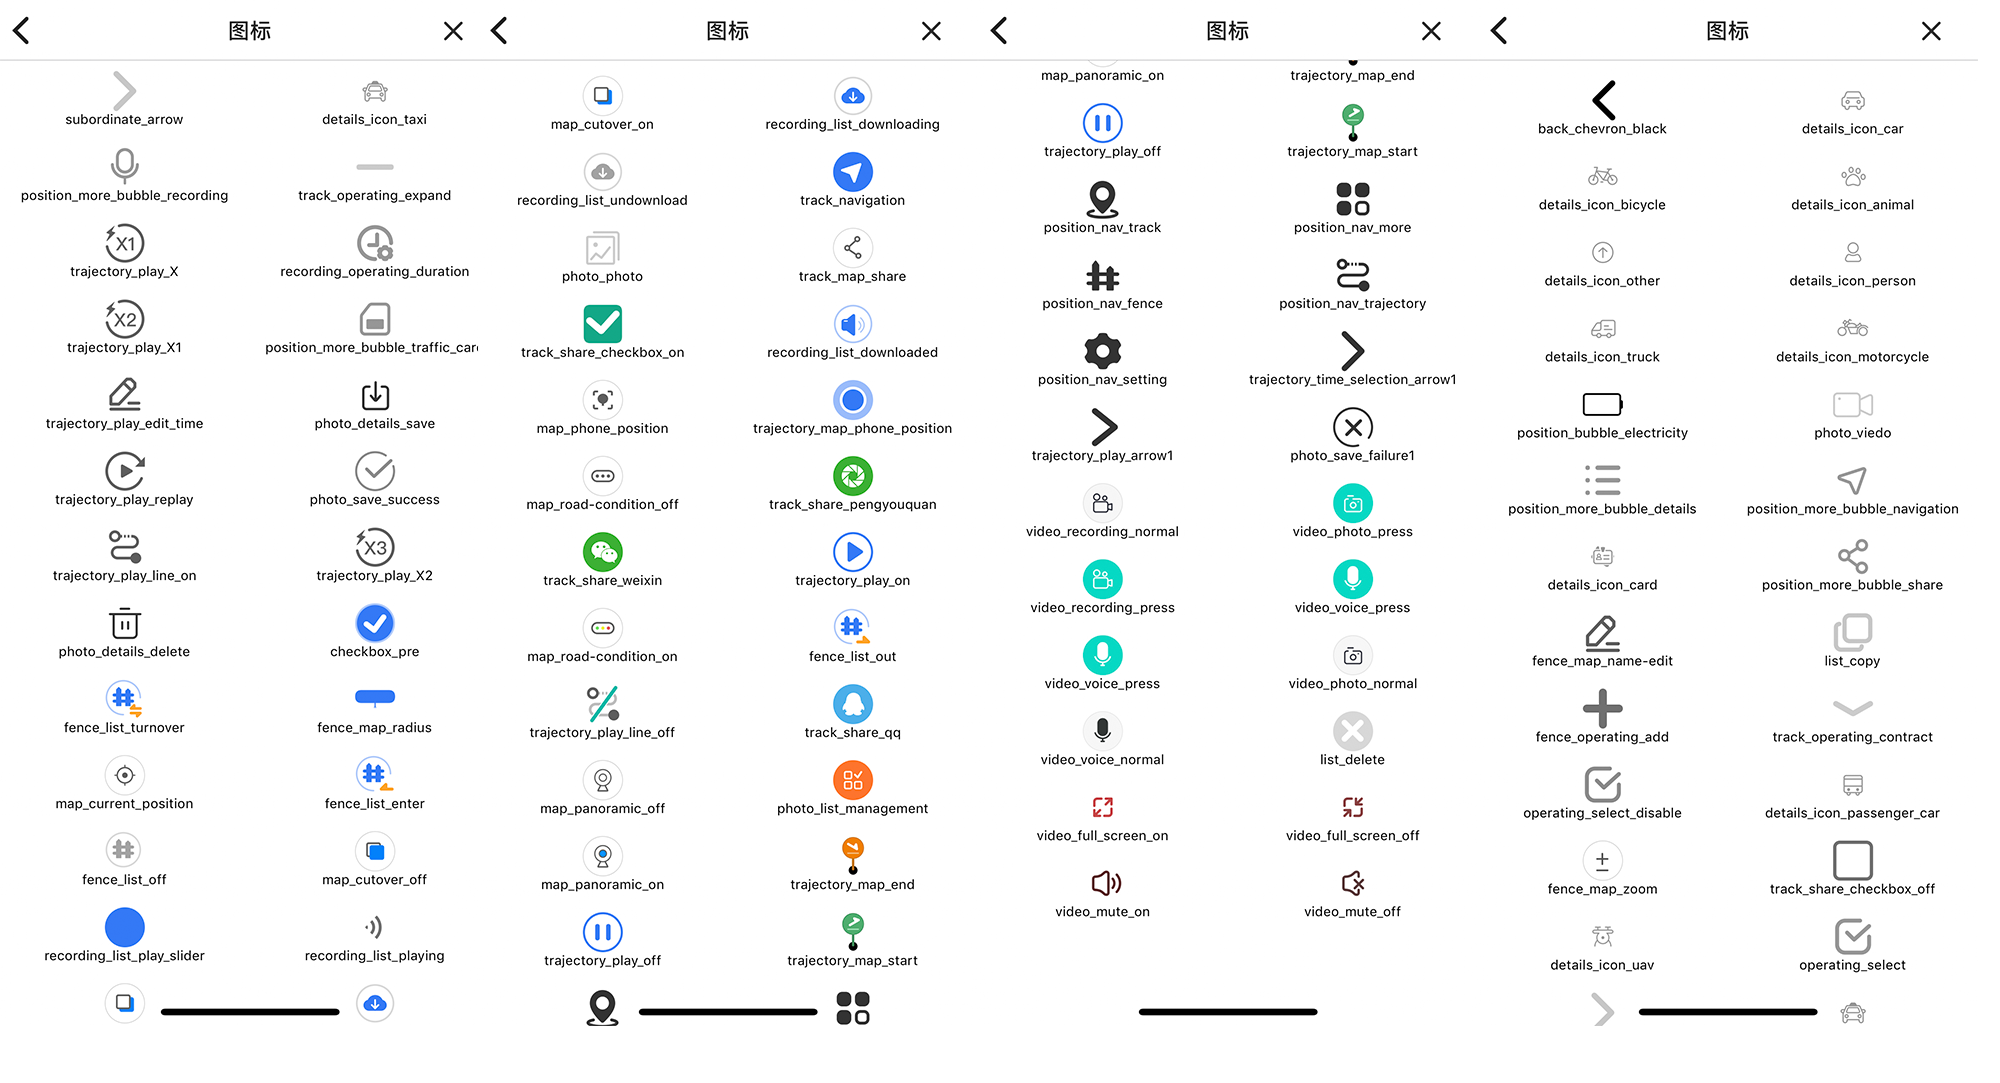 图标
subordinate_arrow
details_icon_taxi
position_more_bubble_recording
track_operating_expand
X1
trajectory_play_X
recording_operating_duration
X2
trajectory_play_X1
position_more_bubble_traffic_car
trajectory_play_edit_time
photo_details_save
trajectory_play_replay
photo_save_success
X3
trajectory_play_line_on
trajectory_play_X2
photo_details_delete
checkbox_pre
fence_list_turnover
fence_map_radius
map_current_position
fence_list_enter
fence_list_off
map_cutover_off
recording_list_play_slider
recording_list_playing
图标
map_cutover_on
recording_list_downloading
recording_list_undownload
track_navigation
photo_photo
track_map_share
track_share_checkbox_on
recording_list_downloaded
map_phone_position
trajectory_map_phone_position
map_road-condition_off
track_share_pengyouquan
track_share_weixin
trajectory_play_on
map_road-condition_on
fence_list_out
trajectory_play_line_off
track_share_qq
map_panoramic_off
photo_list_management
map_panoramic_on
trajectory_map_end
trajectory_play_off
trajectory_map_start
图标
map_panoramic_on
trajectory_map_end
trajectory_play_off
trajectory_map_start
position_nav_track
position_nav_more
position_nav_fence
position_nav_trajectory
position_nav_setting
trajectory_time_selection_arrow1
trajectory_play_arrow1
photo_save_failure1
video_recording_normal
video_photo_press
video_recording_press
video_voice_press
video_voice_press
video_photo_normal
video_voice_normal
list_delete
video_full_screen_on
video_full_screen_off
video_mute_on
video_mute_off
图标
back_chevron_black
details_icon_car
details_icon_bicycle
details_icon_animal
details_icon_other
details_icon_person
details_icon_truck
details_icon_motorcycle
position_bubble_electricity
photo_viedo
position_more_bubble_details
position_more_bubble_navigation
details_icon_card
position_more_bubble_share
fence_map_name-edit
list_copy
fence_operating_add
track_operating_contract
operating_select_disable
details_icon_passenger_car
fence_map_zoom
track_share_checkbox_off
details_icon_uav
operating_select